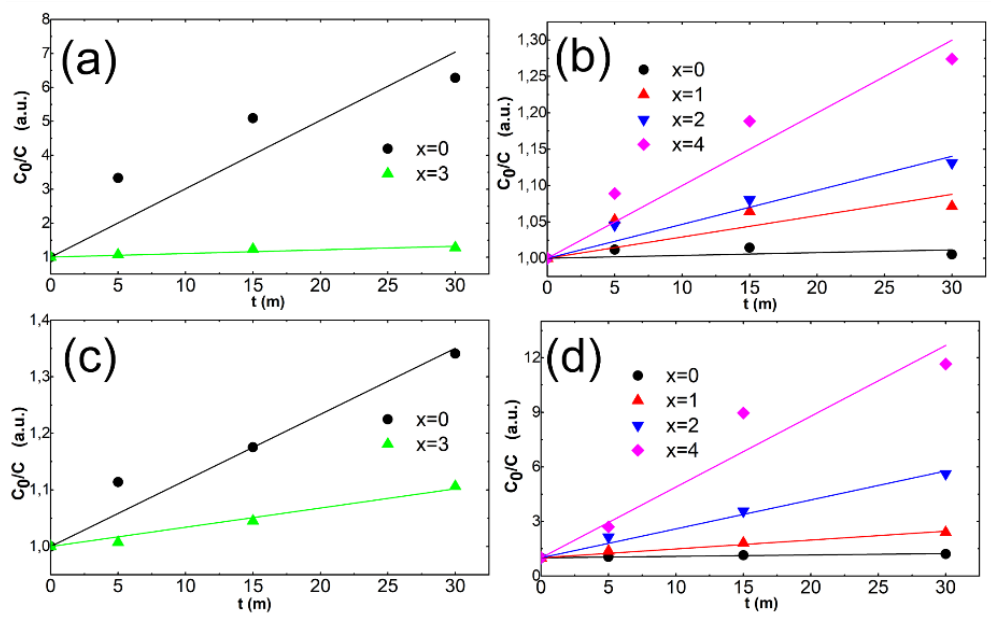 (a)
8
7
6
5
4
3
2
1
C₀/C (a.u.)
x=0
x=3
0 5 10 15 20 25 30
t (m)
(b)
1,30
1,25
1,20
1,15
1,10
1,05
1,00
C₀/C (a.u.)
x=0
x=1
x=2
x=4
0 5 10 15 20 25 30
t (m)
(c)
1,4
1,3
1,2
1,1
1,0
C₀/C (a.u.)
x=0
x=3
0 5 10 15 20 25 30
t (m)
(d)
12
9
6
3
0
C₀/C (a.u.)
x=0
x=1
x=2
x=4
0 5 10 15 20 25 30
t (m)